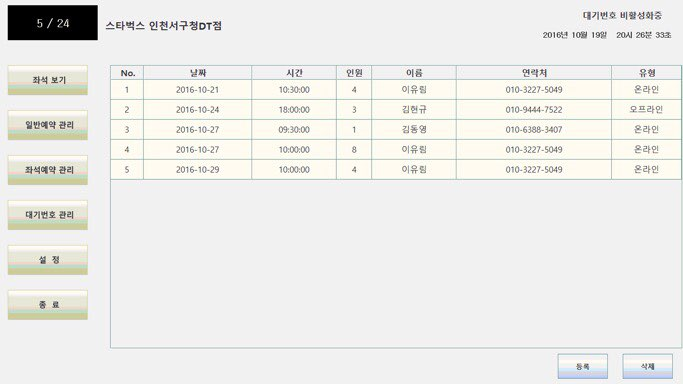 5 / 24
스타벅스 인천서구청DT점
대기번호 비활성화중
2016년 10월 19일 20시 26분 33초
좌석 보기
일반예약 관리
좌석예약 관리
대기번호 관리
설 정
종 료
No. 날짜 시간 인원 이름 연락처 유형
1 2016-10-21 10:30:00 4 이유림 010-3227-5049 온라인
2 2016-10-24 18:00:00 3 김현규 010-9444-7522 오프라인
3 2016-10-27 09:30:00 1 김동영 010-6388-3407 온라인
4 2016-10-27 10:00:00 8 이유림 010-3227-5049 온라인
5 2016-10-29 10:00:00 4 이유림 010-3227-5049 온라인
등록 삭제